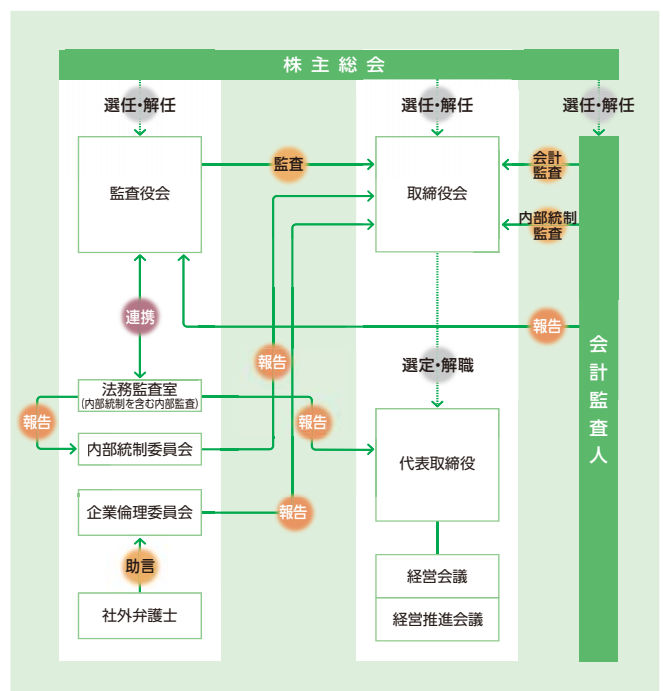 株主総会
選任・解任
選任・解任
選任・解任
監査役会
監査
取締役会
会計
監査
内部統制
監査
連携
報告
会計監査人
報告
選定・解職
法務監査室
(内部統制を含む内部監査)
報告
報告
内部統制委員会
代表取締役
企業倫理委員会
報告
助言
経営会議
社外弁護士
経営推進会議